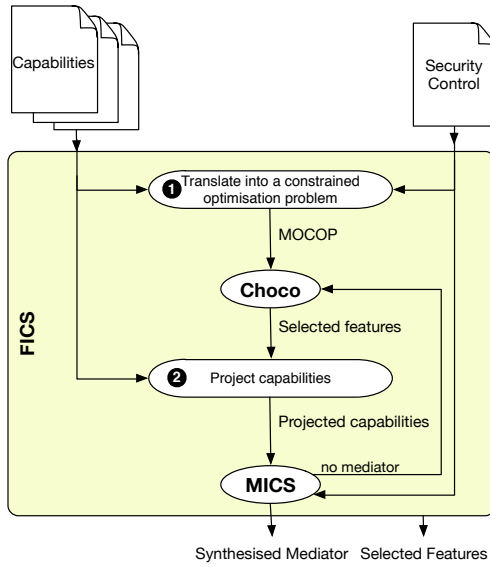 Capabilities
Security
Control
1 Translate into a constrained
optimisation problem
MOCOP
Choco
Selected features
FICS
2 Project capabilities
Projected capabilities
no mediator
MICS
Synthesised Mediator
Selected Features